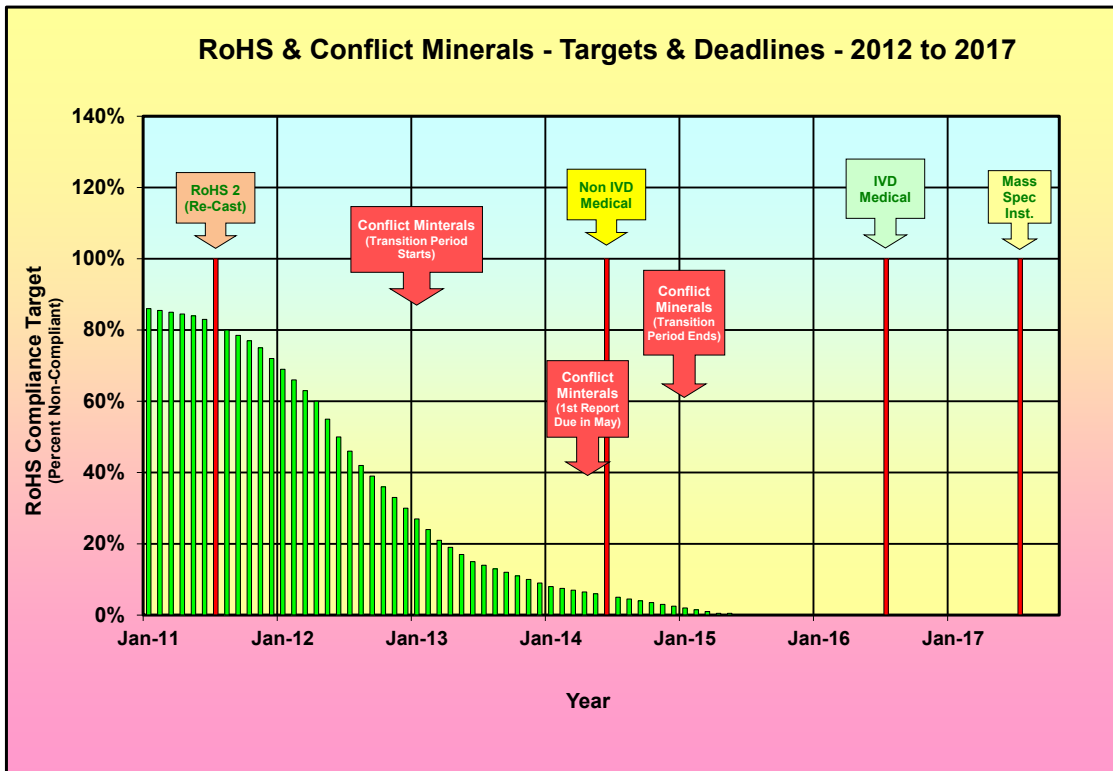 RoHS & Conflict Minerals - Targets & Deadlines - 2012 to 2017
140%
120%
100%
80%
60%
40%
20%
0%
RoHS Compliance Target
(Percent Non-Compliant)
RoHS 2
(Re-Cast)
Conflict Minterals
(Transition Period
Starts)
Non IVD
Medical
Conflict
Minterals
(1st Report
Due in May)
Conflict
Minerals
(Transition
Period Ends)
IVD
Medical
Mass
Spec
Inst.
Jan-11
Jan-12
Jan-13
Jan-14
Jan-15
Jan-16
Jan-17
Year